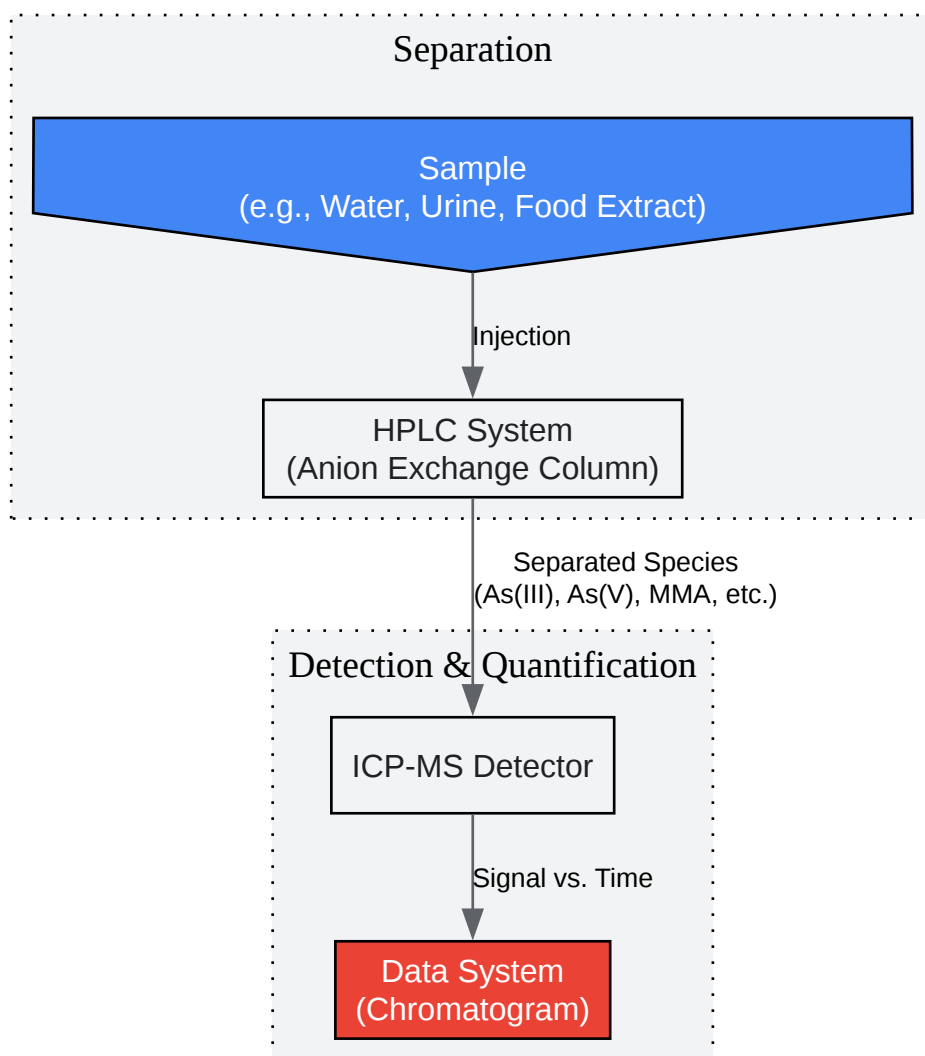 Separation
Sample
(e.g., Water, Urine, Food Extract)
Injection
HPLC System
(Anion Exchange Column)
Separated Species
(As(III), As(V), MMA, etc.)
Detection & Quantification
ICP-MS Detector
Signal vs. Time
Data System
(Chromatogram)